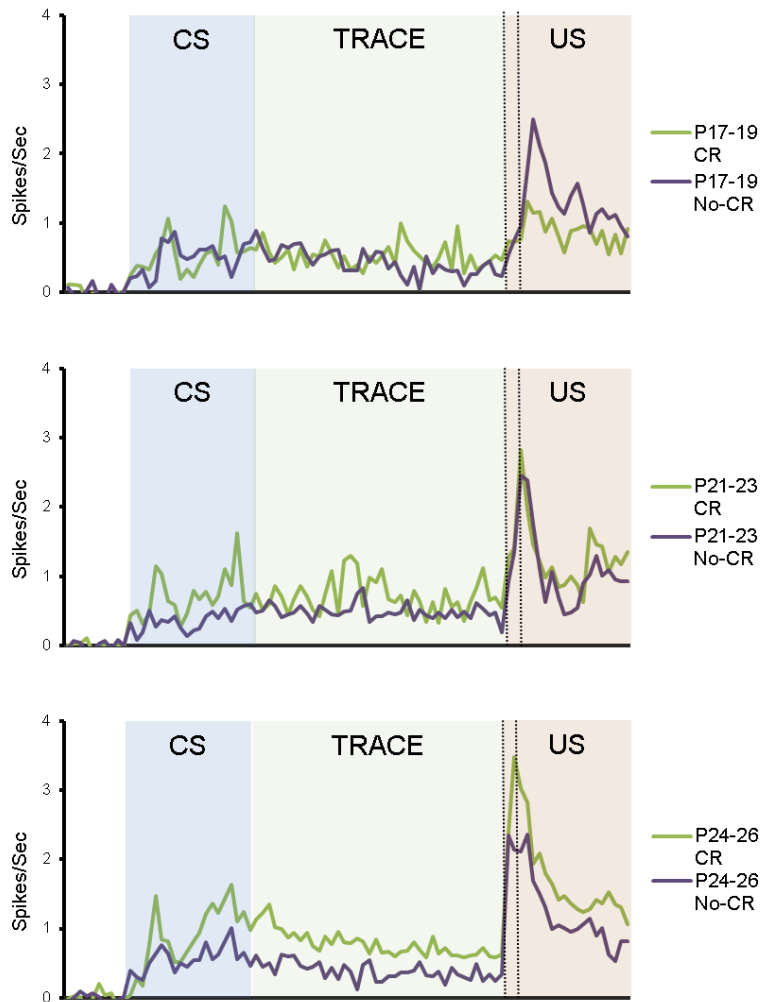 4
CS
TRACE
US
3
Spikes/Sec
2
1
0
P17-19
CR
P17-19
No-CR
4
CS
TRACE
US
3
Spikes/Sec
2
1
0
P21-23
CR
P21-23
No-CR
4
CS
TRACE
US
3
Spikes/Sec
2
1
0
P24-26
CR
P24-26
No-CR